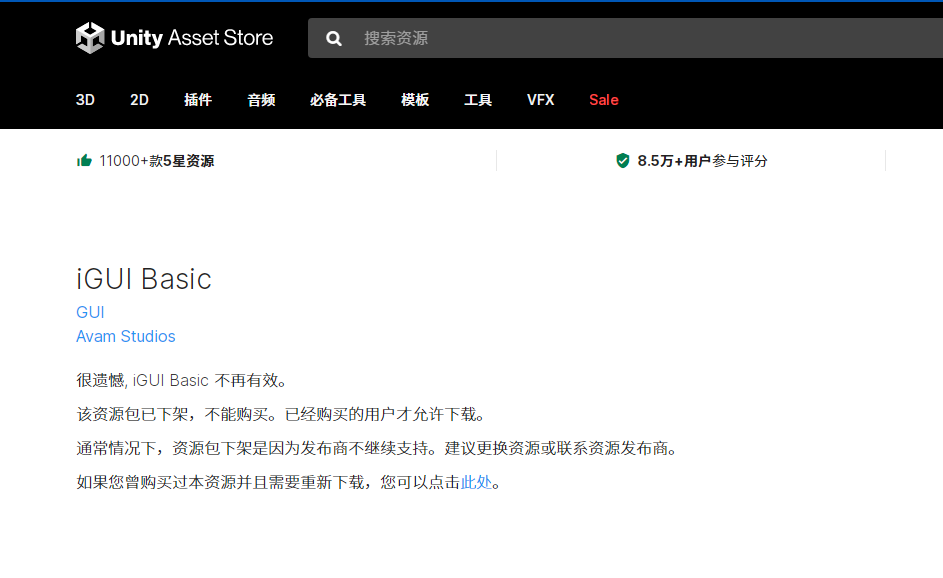 Unity Asset Store
搜索资源
3D 2D 插件 音频 必备工具 模板 工具 VFX Sale
11000+款5星资源 8.5万+用户参与评分
iGUI Basic
GUI
Avam Studios
很遗憾, iGUI Basic 不再有效。
该资源包已下架，不能购买。已经购买的用户才允许下载。
通常情况下，资源包下架是因为发布商不继续支持。建议更换资源或联系资源发布商。
如果您曾购买过本资源并且需要重新下载，您可以点击此处。